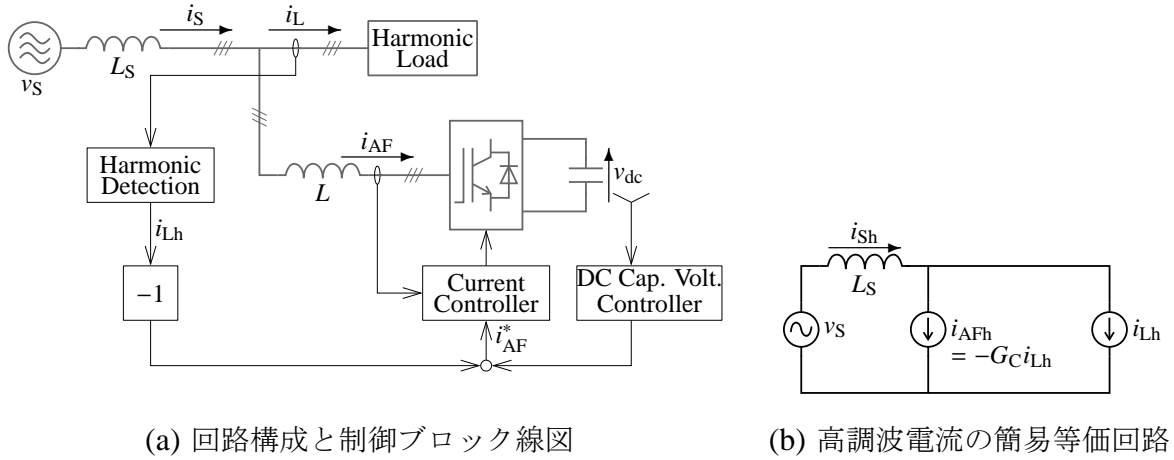 i_S
i_L
v_S
L_S
Harmonic
Load
Harmonic
Detection
i_AF
L
v_dc
i_Lh
−1
Current
Controller
DC Cap. Volt.
Controller
i*_AF
(a) 回路構成と制御ブロック線図
i_Sh
L_S
v_S
i_AFh
= −G_C i_Lh
i_Lh
(b) 高調波電流の簡易等価回路